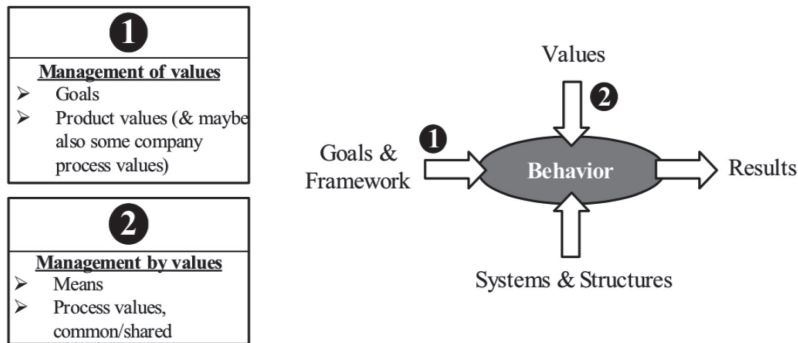 1
Management of values
➢ Goals
➢ Product values (& maybe
also some company
process values)
2
Management by values
➢ Means
➢ Process values,
common/shared
Values
2
1
Goals &
Framework
Behavior
Results
Systems & Structures